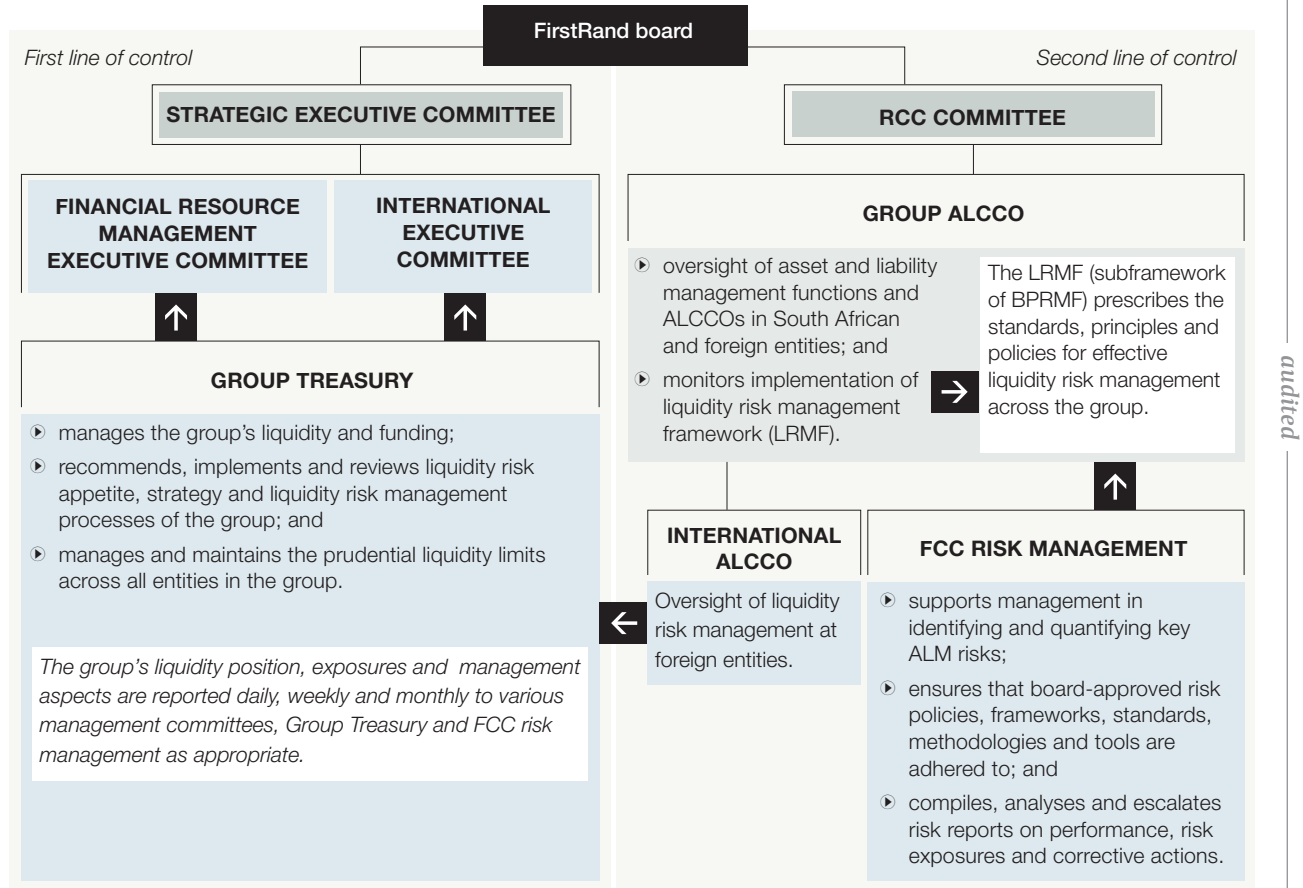 FirstRand board
First line of control
Second line of control
STRATEGIC EXECUTIVE COMMITTEE
RCC COMMITTEE
FINANCIAL RESOURCE
MANAGEMENT
EXECUTIVE COMMITTEE
INTERNATIONAL
EXECUTIVE
COMMITTEE
GROUP TREASURY
manages the group's liquidity and funding;
recommends, implements and reviews liquidity risk
appetite, strategy and liquidity risk management
processes of the group; and
manages and maintains the prudential liquidity limits
across all entities in the group.
The group's liquidity position, exposures and management
aspects are reported daily, weekly and monthly to various
management committees, Group Treasury and FCC risk
management as appropriate.
GROUP ALCCO
oversight of asset and liability
management functions and
ALCCOs in South African
and foreign entities; and
monitors implementation of
liquidity risk management
framework (LRMF).
The LRMF (subframework
of BPRMF) prescribes the
standards, principles and
policies for effective
liquidity risk management
across the group.
INTERNATIONAL
ALCCO
Oversight of liquidity
risk management at
foreign entities.
FCC RISK MANAGEMENT
supports management in
identifying and quantifying key
ALM risks;
ensures that board-approved risk
policies, frameworks, standards,
methodologies and tools are
adhered to; and
compiles, analyses and escalates
risk reports on performance, risk
exposures and corrective actions.
audited